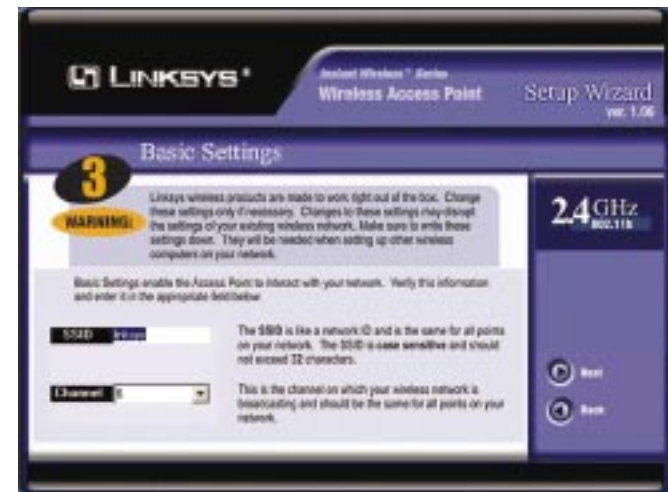 LINKSYS®
Instant Wireless™ Series
Wireless Access Point
Setup Wizard
ver. 1.06
Basic Settings
3
WARNING:
Linksys wireless products are made to work right out of the box. Change
these settings only if necessary. Changes to these settings may disrupt
the settings of your existing wireless network. Make sure to write these
settings down. They will be needed when setting up other wireless
computers on your network.
2.4 GHz
802.11b
Basic Settings enable the Access Point to interact with your network. Verify this information
and enter it in the appropriate field below
SSID linksys
The SSID is like a network ID and is the same for all points
on your network. The SSID is case sensitive and should
not exceed 32 characters.
Channel 6
This is the channel on which your wireless network is
broadcasting and should be the same for all points on your
network.
Next
Back